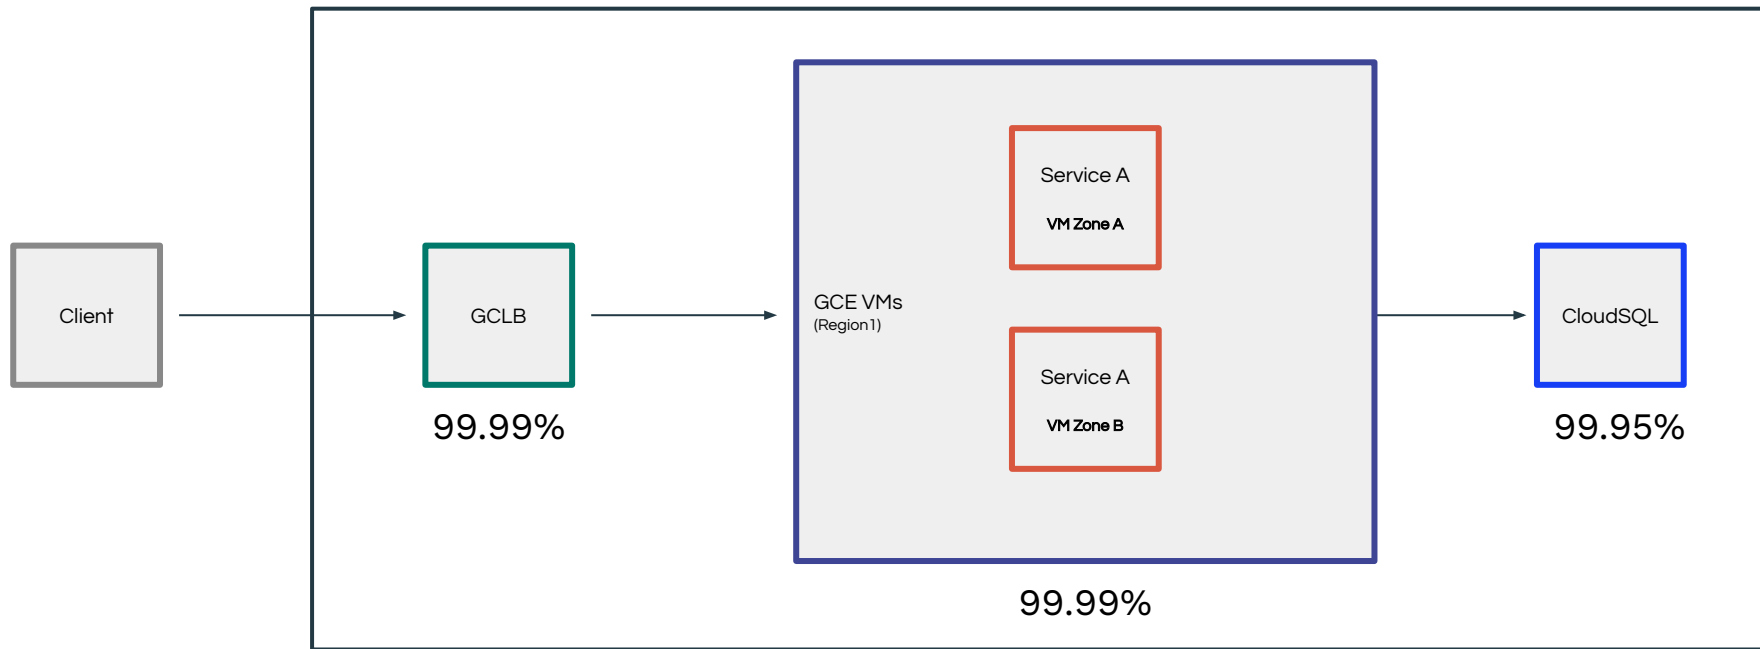 Client
GCLB
99.99%
GCE VMs
(Region1)
Service A
VM Zone A
Service A
VM Zone B
99.99%
CloudSQL
99.95%